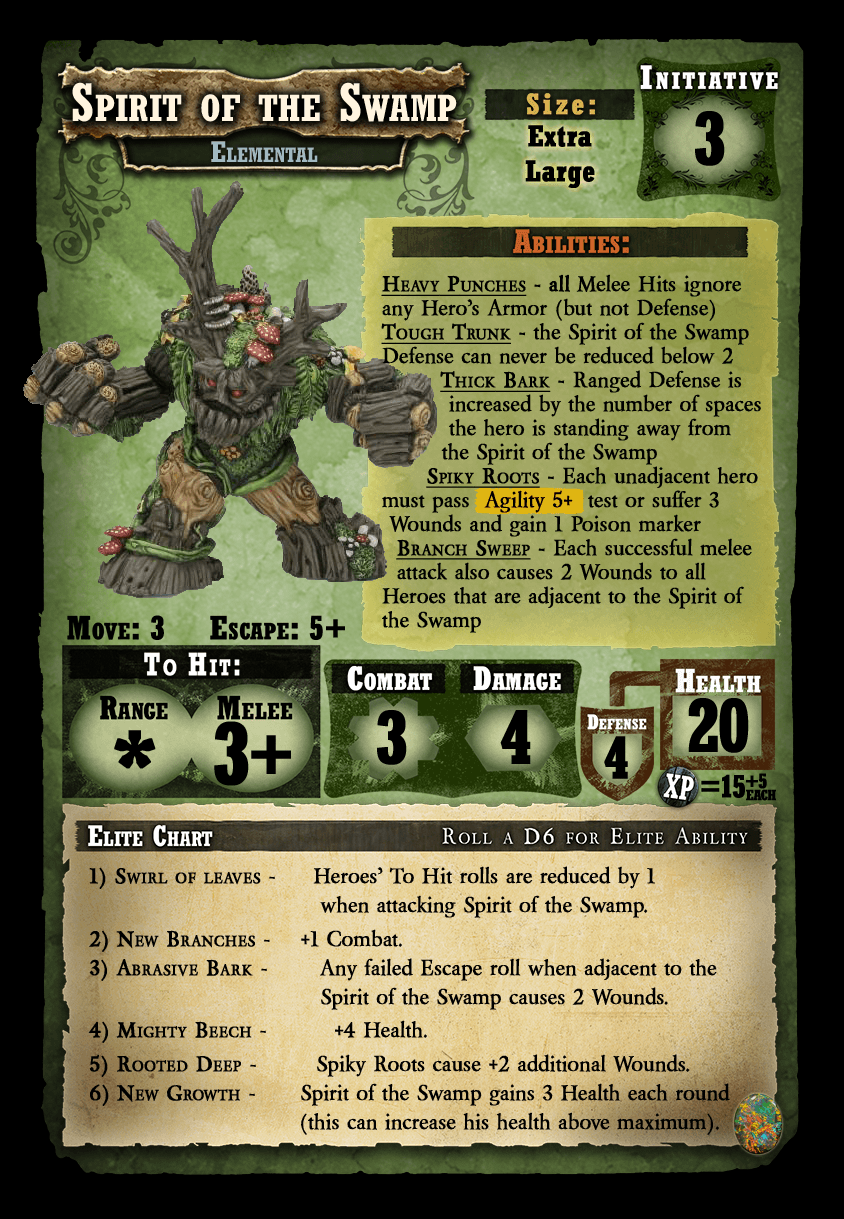 Spirit of the Swamp
Elemental
Size:
Extra
Large
Initiative
3
Abilities:
Heavy Punches - all Melee Hits ignore
any Hero's Armor (but not Defense)
Tough Trunk - the Spirit of the Swamp
Defense can never be reduced below 2
Thick Bark - Ranged Defense is
increased by the number of spaces
the hero is standing away from
the Spirit of the Swamp
Spiky Roots - Each unadjacent hero
must pass Agility 5+ test or suffer 3
Wounds and gain 1 Poison marker
Branch Sweep - Each successful melee
attack also causes 2 Wounds to all
Heroes that are adjacent to the Spirit of
the Swamp
Move: 3 Escape: 5+
To Hit:
Range
*
Melee
3+
Combat
3
Damage
4
Defense
4
Health
20
XP =15 +5 EACH
Elite Chart Roll a D6 for Elite Ability
1) Swirl of leaves - Heroes' To Hit rolls are reduced by 1
when attacking Spirit of the Swamp.
2) New Branches - +1 Combat.
3) Abrasive Bark - Any failed Escape roll when adjacent to the
Spirit of the Swamp causes 2 Wounds.
4) Mighty Beech - +4 Health.
5) Rooted Deep - Spiky Roots cause +2 additional Wounds.
6) New Growth - Spirit of the Swamp gains 3 Health each round
(this can increase his health above maximum).